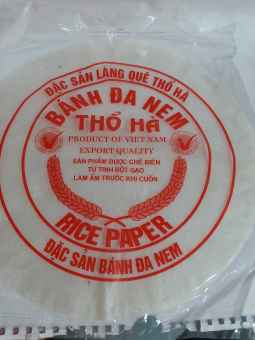 ĐẶC SẢN LÀNG QUÊ THỔ HÀ
BÁNH ĐA NEM
THỔ HÀ
PRODUCT OF VIET NAM
EXPORT QUALITY
SẢN PHẨM ĐƯỢC CHẾ BIẾN
TỪ TINH BỘT GẠO
LÀM ẨM TRƯỚC KHI CUỐN
RICE PAPER
ĐẶC SẢN BÁNH ĐA NEM